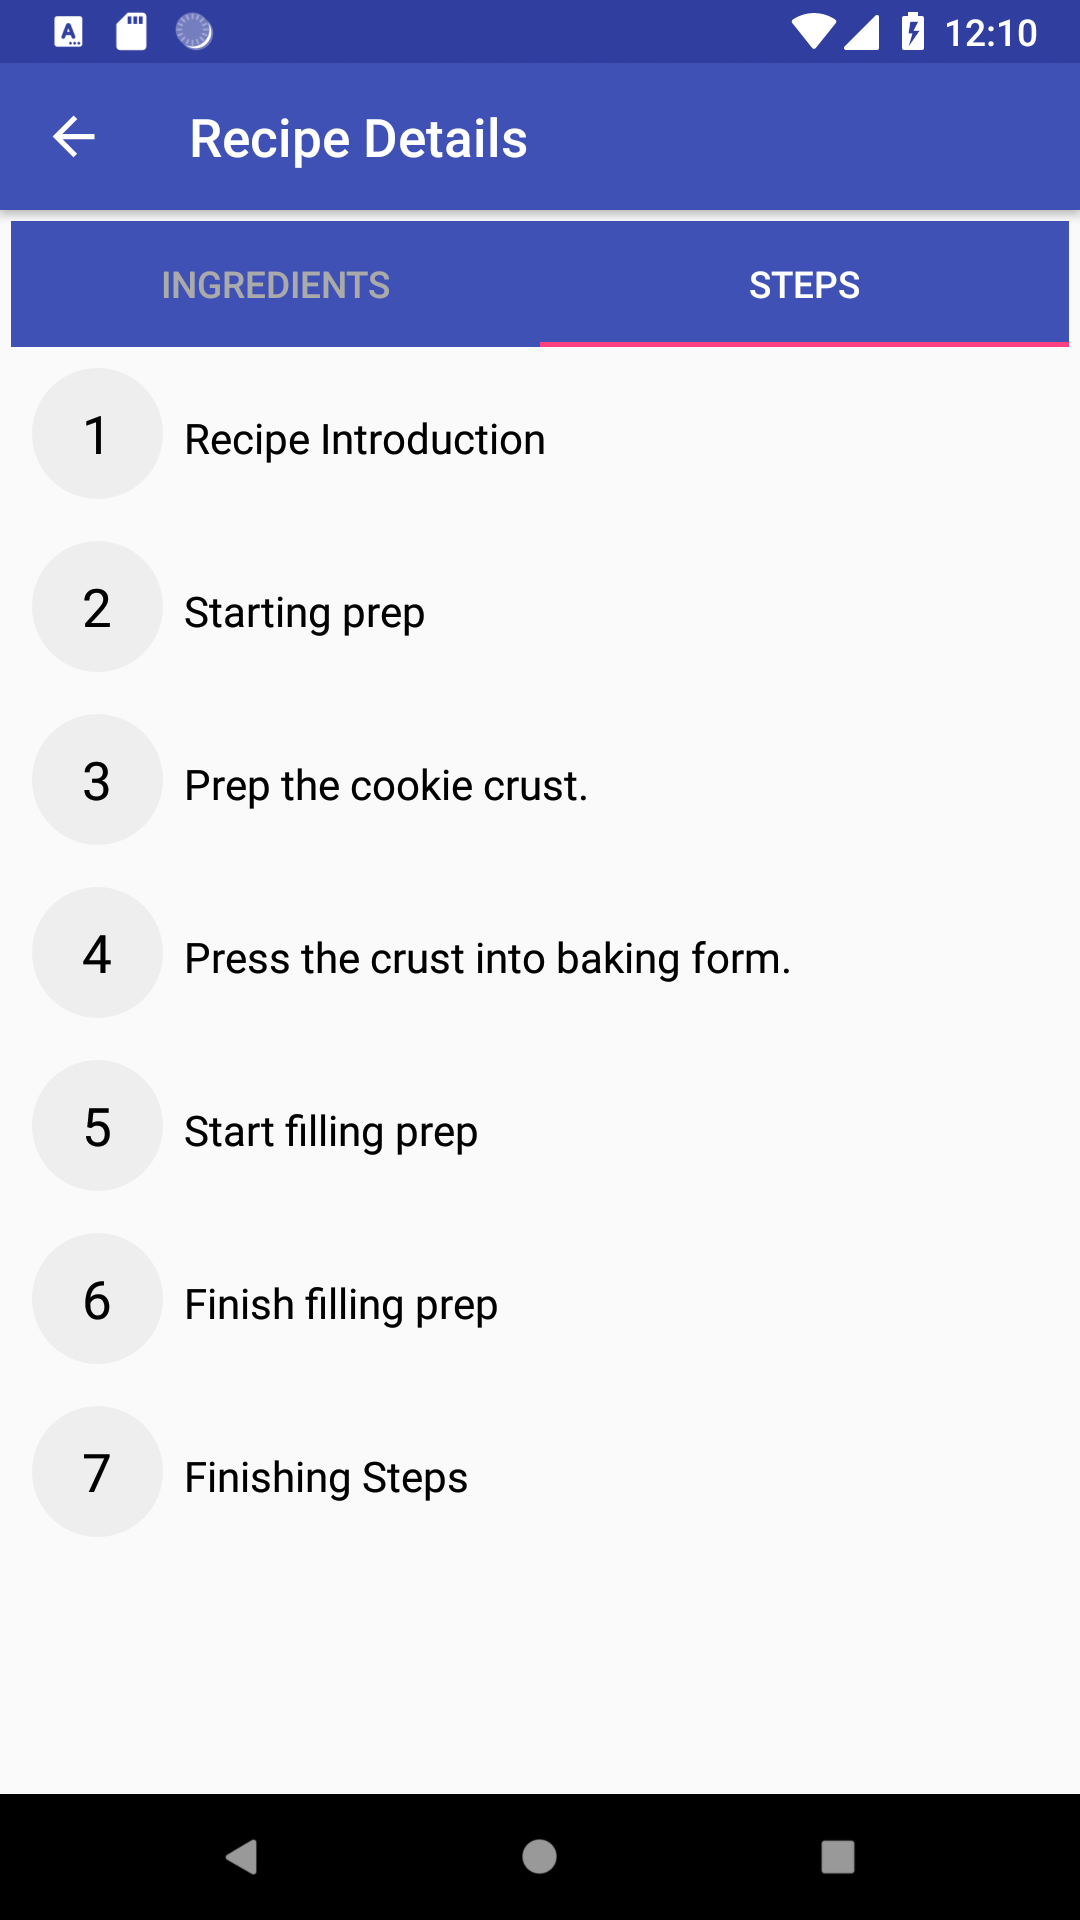 12:10
Recipe Details
INGREDIENTS STEPS
1 Recipe Introduction
2 Starting prep
3 Prep the cookie crust.
4 Press the crust into baking form.
5 Start filling prep
6 Finish filling prep
7 Finishing Steps